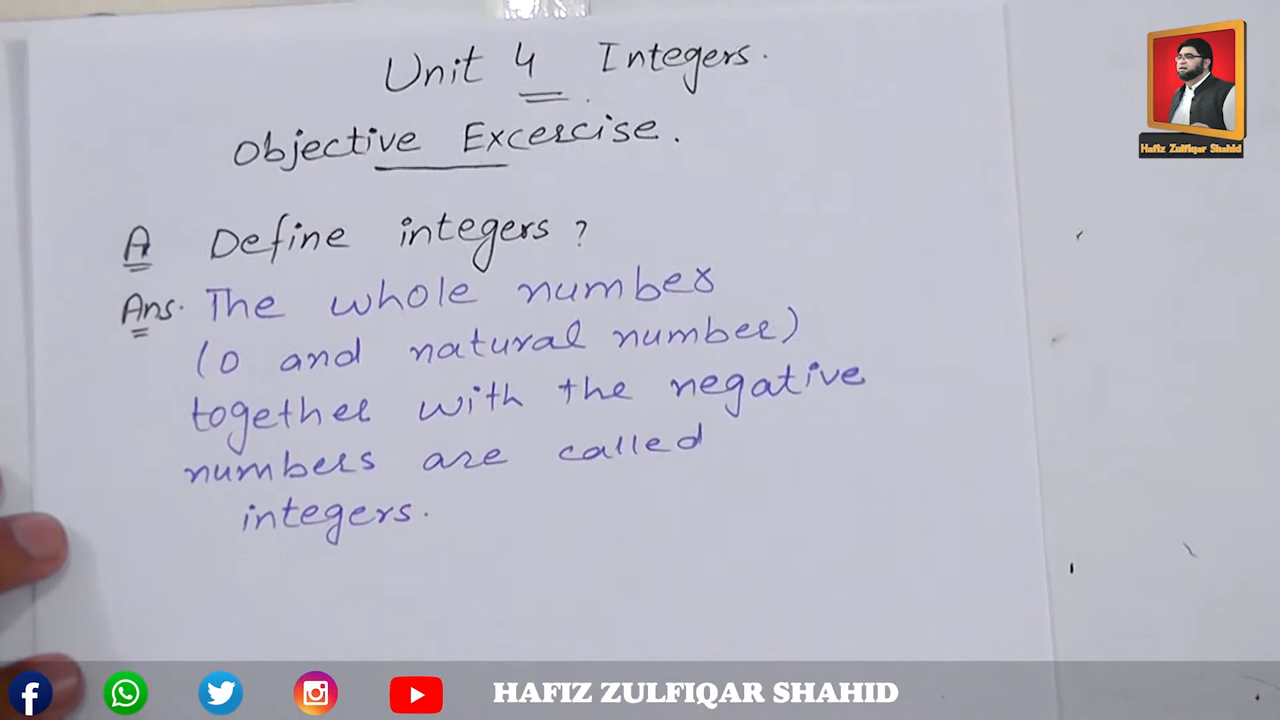 Unit 4 Integers.
Objective Excercise.
A Define integers?
Ans. The whole number
(0 and natural number)
together with the negative
numbers are called
integers.
Hafiz Zulfiqar Shahid
HAFIZ ZULFIQAR SHAHID